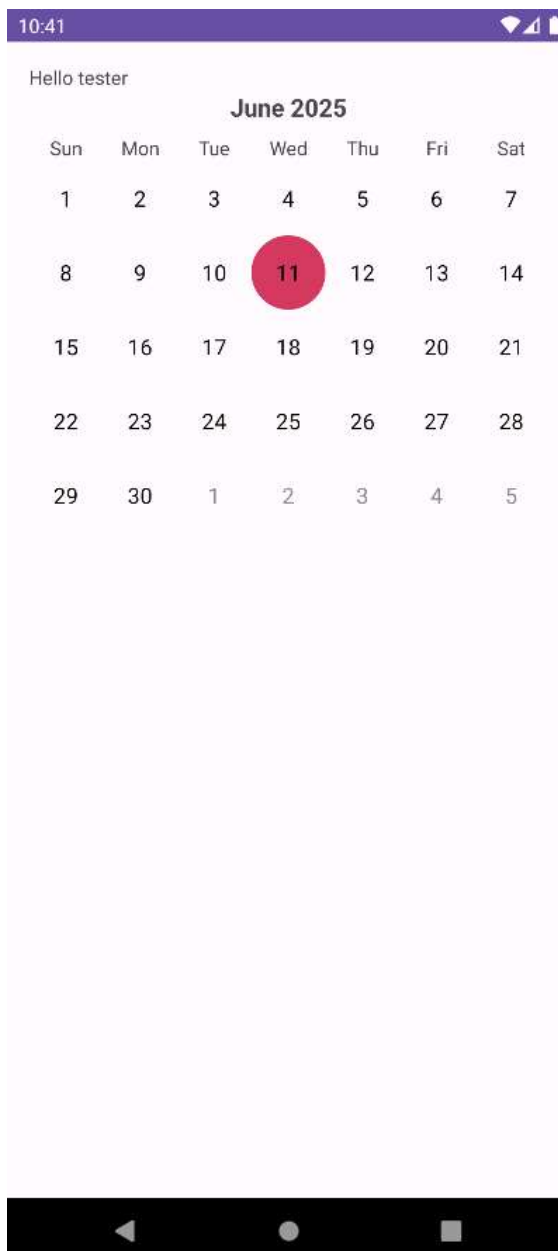 10:41
Hello tester
June 2025
Sun Mon Tue Wed Thu Fri Sat
1 2 3 4 5 6 7
8 9 10 11 12 13 14
15 16 17 18 19 20 21
22 23 24 25 26 27 28
29 30 1 2 3 4 5